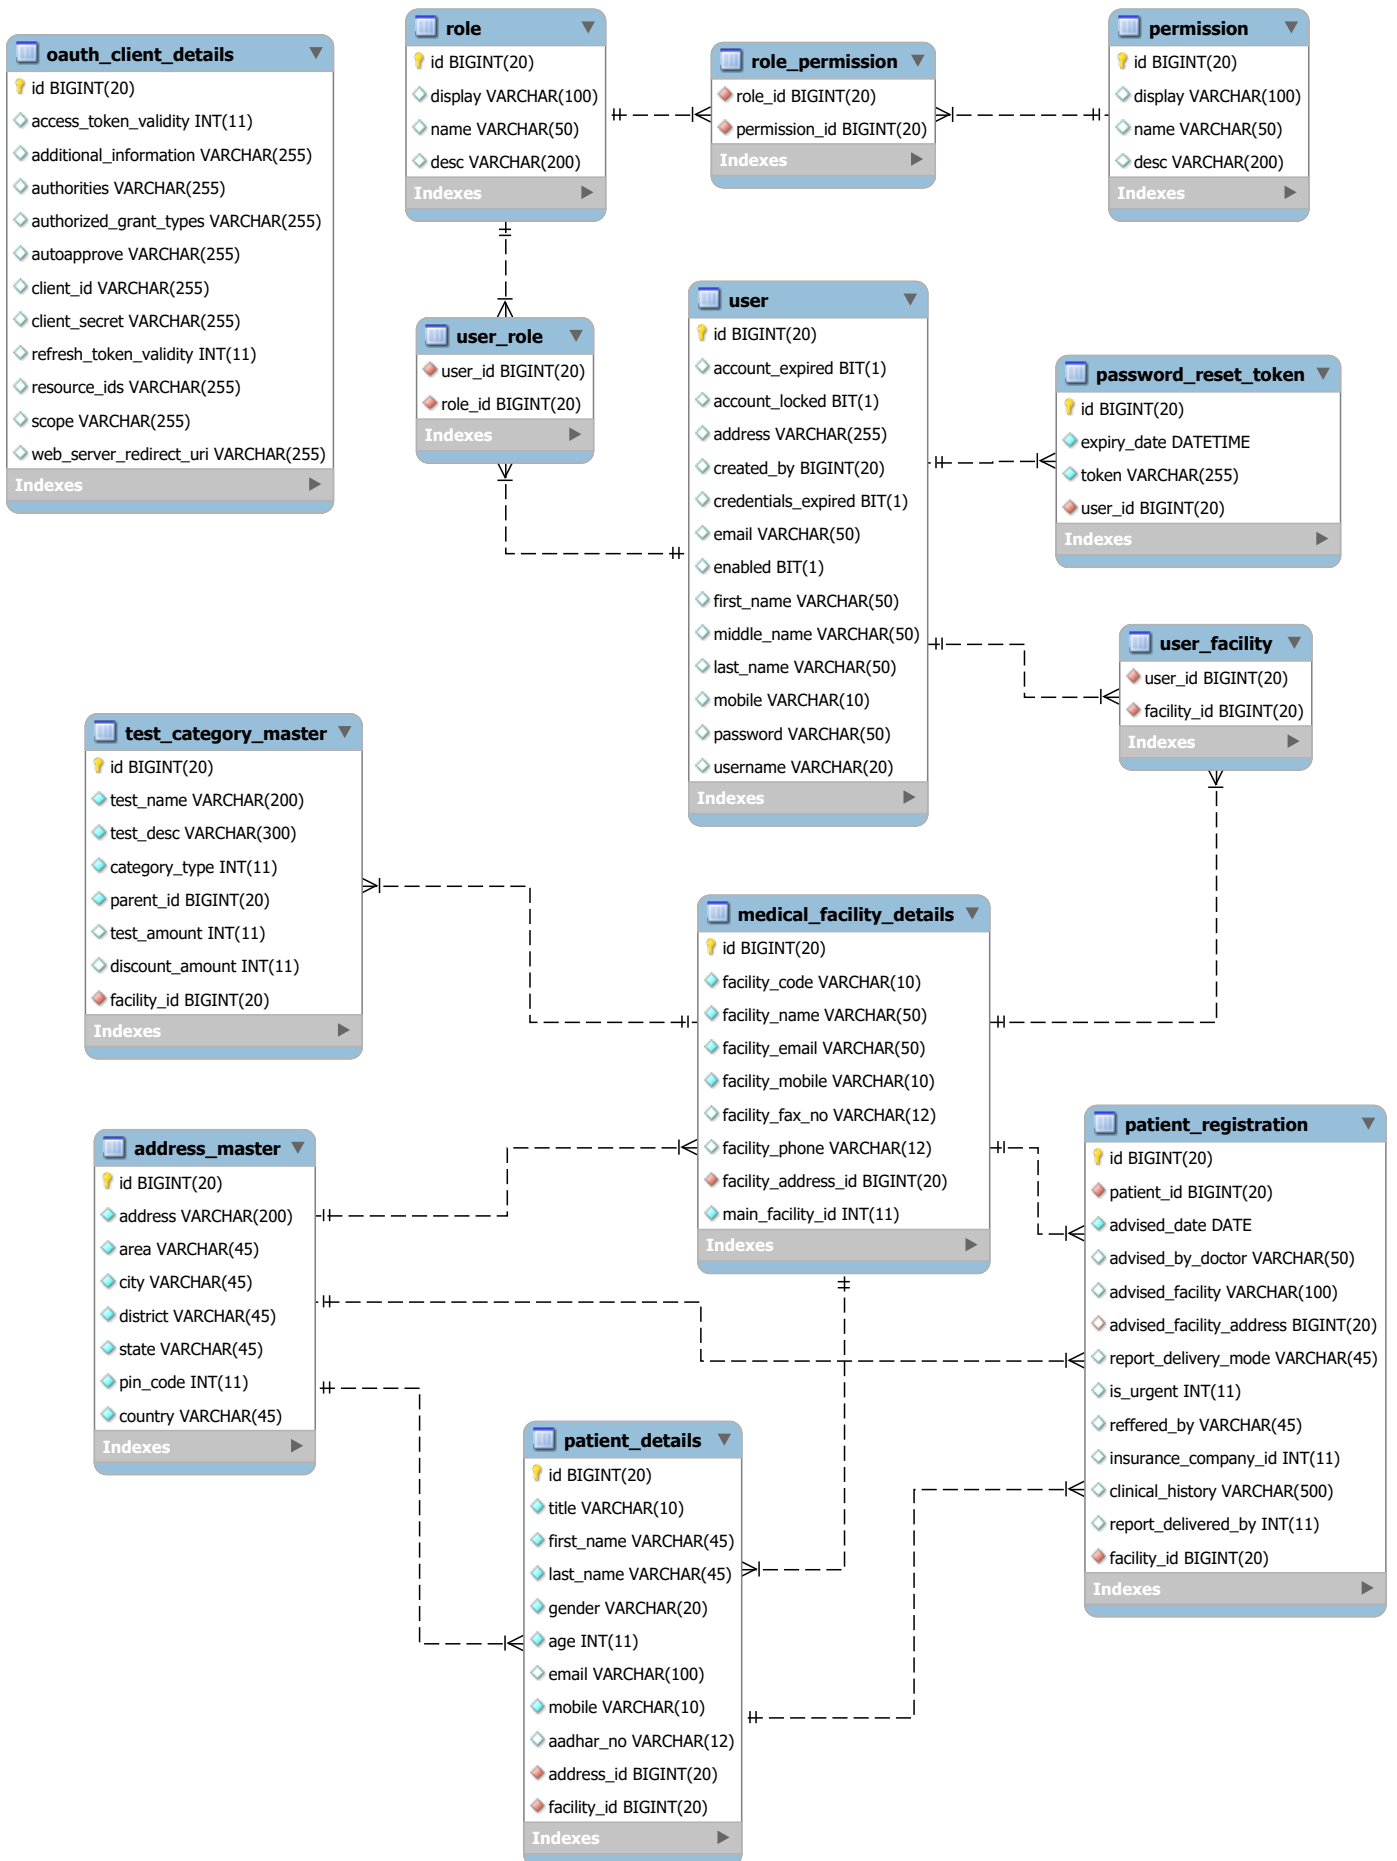 oauth_client_details
id BIGINT(20)
access_token_validity INT(11)
additional_information VARCHAR(255)
authorities VARCHAR(255)
authorized_grant_types VARCHAR(255)
autoapprove VARCHAR(255)
client_id VARCHAR(255)
client_secret VARCHAR(255)
refresh_token_validity INT(11)
resource_ids VARCHAR(255)
scope VARCHAR(255)
web_server_redirect_uri VARCHAR(255)
Indexes
role
id BIGINT(20)
display VARCHAR(100)
name VARCHAR(50)
desc VARCHAR(200)
Indexes
role_permission
role_id BIGINT(20)
permission_id BIGINT(20)
Indexes
permission
id BIGINT(20)
display VARCHAR(100)
name VARCHAR(50)
desc VARCHAR(200)
Indexes
user_role
user_id BIGINT(20)
role_id BIGINT(20)
Indexes
user
id BIGINT(20)
account_expired BIT(1)
account_locked BIT(1)
address VARCHAR(255)
created_by BIGINT(20)
credentials_expired BIT(1)
email VARCHAR(50)
enabled BIT(1)
first_name VARCHAR(50)
middle_name VARCHAR(50)
last_name VARCHAR(50)
mobile VARCHAR(10)
password VARCHAR(50)
username VARCHAR(20)
Indexes
password_reset_token
id BIGINT(20)
expiry_date DATETIME
token VARCHAR(255)
user_id BIGINT(20)
Indexes
user_facility
user_id BIGINT(20)
facility_id BIGINT(20)
Indexes
test_category_master
id BIGINT(20)
test_name VARCHAR(200)
test_desc VARCHAR(300)
category_type INT(11)
parent_id BIGINT(20)
test_amount INT(11)
discount_amount INT(11)
facility_id BIGINT(20)
Indexes
medical_facility_details
id BIGINT(20)
facility_code VARCHAR(10)
facility_name VARCHAR(50)
facility_email VARCHAR(50)
facility_mobile VARCHAR(10)
facility_fax_no VARCHAR(12)
facility_phone VARCHAR(12)
facility_address_id BIGINT(20)
main_facility_id INT(11)
Indexes
address_master
id BIGINT(20)
address VARCHAR(200)
area VARCHAR(45)
city VARCHAR(45)
district VARCHAR(45)
state VARCHAR(45)
pin_code INT(11)
country VARCHAR(45)
Indexes
patient_registration
id BIGINT(20)
patient_id BIGINT(20)
advised_date DATE
advised_by_doctor VARCHAR(50)
advised_facility VARCHAR(100)
advised_facility_address BIGINT(20)
report_delivery_mode VARCHAR(45)
is_urgent INT(11)
reffered_by VARCHAR(45)
insurance_company_id INT(11)
clinical_history VARCHAR(500)
report_delivered_by INT(11)
facility_id BIGINT(20)
Indexes
patient_details
id BIGINT(20)
title VARCHAR(10)
first_name VARCHAR(45)
last_name VARCHAR(45)
gender VARCHAR(20)
age INT(11)
email VARCHAR(100)
mobile VARCHAR(10)
aadhar_no VARCHAR(12)
address_id BIGINT(20)
facility_id BIGINT(20)
Indexes